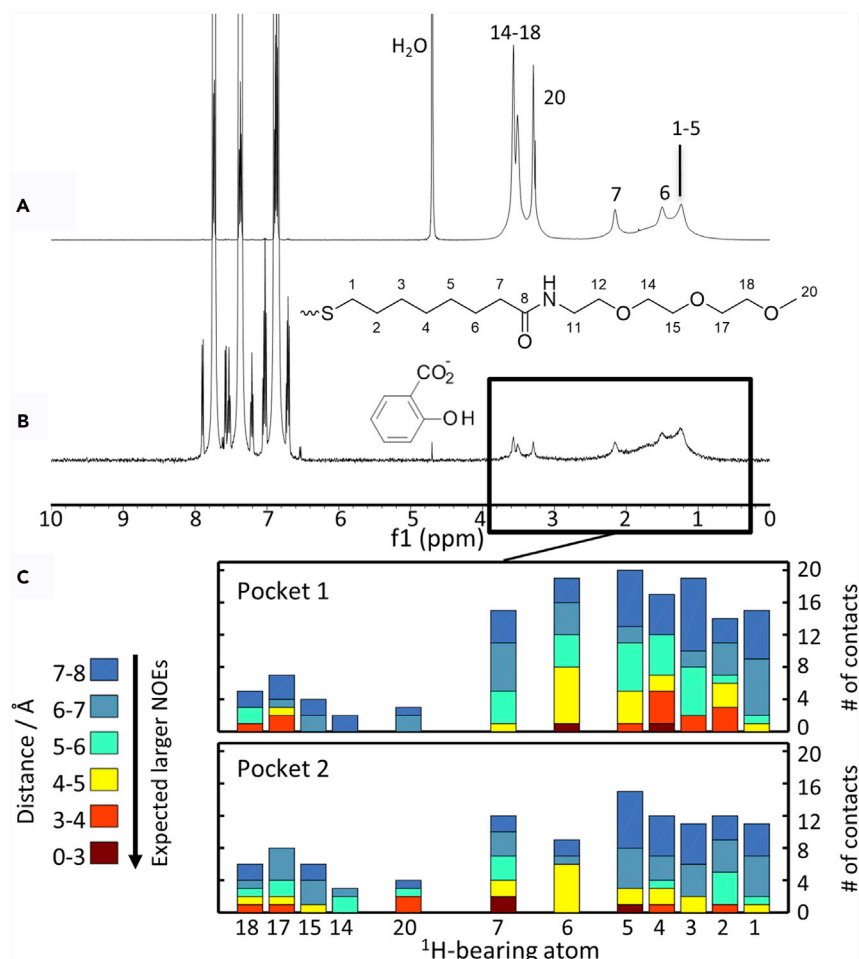 H₂O
14-18
20
1-5
7
6
A
1 3 5 7 H 12 14 18 20
S 8 N O O O
2 4 6 O 11 15 17
CO₂⁻
OH
B
10 9 8 7 6 5 4 3 2 1 0
f1 (ppm)
C
Pocket 1
20
16
12
8
4
0
# of contacts
Distance / Å
7-8
6-7
5-6
4-5
3-4
0-3
Expected larger NOEs
Pocket 2
20
16
12
8
4
0
# of contacts
18 17 15 14 20 7 6 5 4 3 2 1
¹H-bearing atom